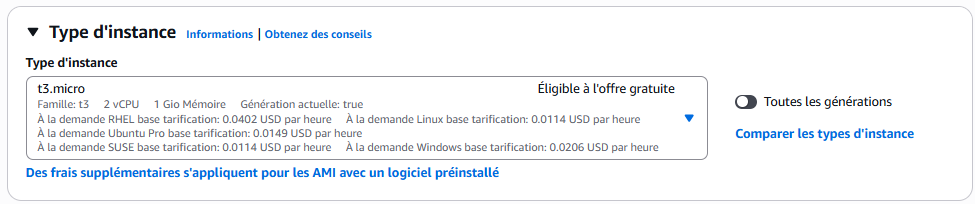 Type d'instance Informations | Obtenez des conseils
Type d'instance
t3.micro Éligible à l'offre gratuite
Famille: t3 2 vCPU 1 Gio Mémoire Génération actuelle: true
À la demande RHEL base tarification: 0.0402 USD par heure À la demande Linux base tarification: 0.0114 USD par heure
À la demande Ubuntu Pro base tarification: 0.0149 USD par heure
À la demande SUSE base tarification: 0.0114 USD par heure À la demande Windows base tarification: 0.0206 USD par heure
Toutes les générations
Comparer les types d'instance
Des frais supplémentaires s'appliquent pour les AMI avec un logiciel préinstallé